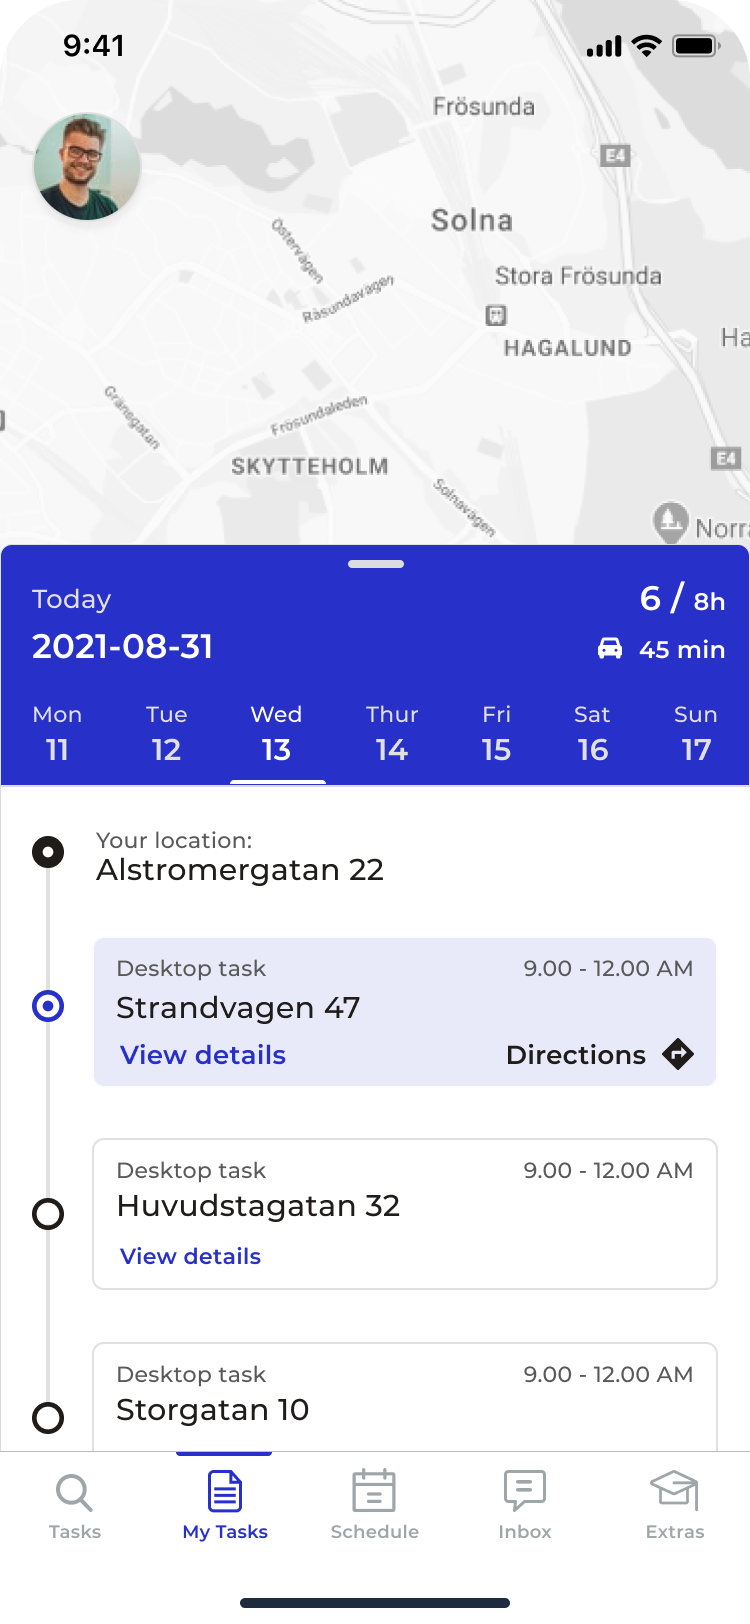 9:41
Frösunda
E4
Solna
Östervägen
Stora Frösunda
Råsundavägen
HAGALUND
Ha
Gränsgatan
Frösundaleden
SKYTTEHOLM
E4
Solnavägen
Norra
Today
6 / 8h
2021-08-31
45 min
Mon Tue Wed Thur Fri Sat Sun
11 12 13 14 15 16 17
Your location:
Alstromergatan 22
Desktop task 9.00 - 12.00 AM
Strandvagen 47
View details Directions
Desktop task 9.00 - 12.00 AM
Huvudstagatan 32
View details
Desktop task 9.00 - 12.00 AM
Storgatan 10
Tasks My Tasks Schedule Inbox Extras